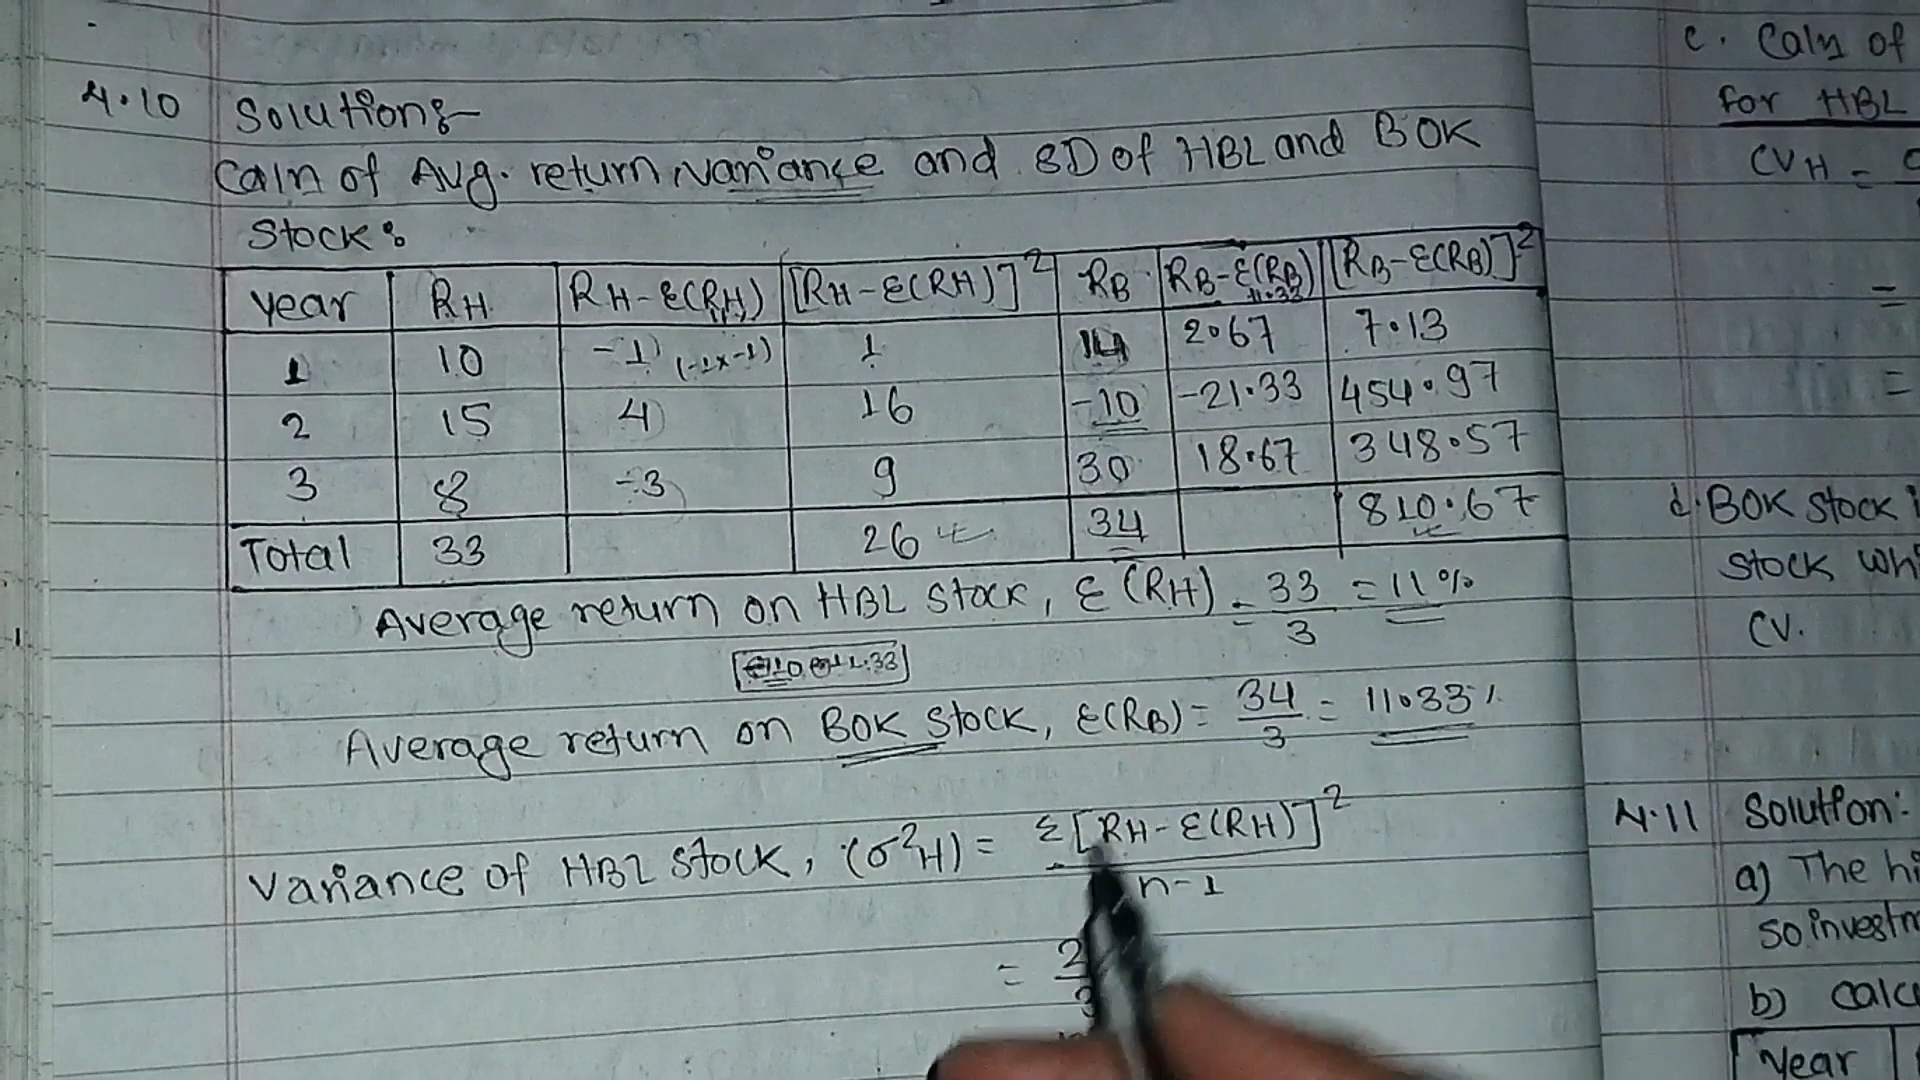 4.10 Solution:-
Caln of Avg. return, Variance and SD of HBL and BOK
Stock:
Year RH RH-E(RH) [RH-E(RH)]² RB RB-E(RB) [RB-E(RB)]²
11.33
1 10 -1 (-1x-1) 1 14 2.67 7.13
2 15 4 16 -10 -21.33 454.97
3 8 -3 9 30 18.67 348.57
Total 33 26 34 810.67
Average return on HBL Stock, E(RH) = 33/3 = 11%
Average return on BOK Stock, E(RB) = 34/3 = 11.33%
Variance of HBL Stock, (σ²H) = Σ[RH-E(RH)]²/n-1
= 2
3
c. Caln of
for HBL
CVH =
=
=
d. BOK Stock
Stock
CV.
4.11 Solution:
a) The
So
b)
Year